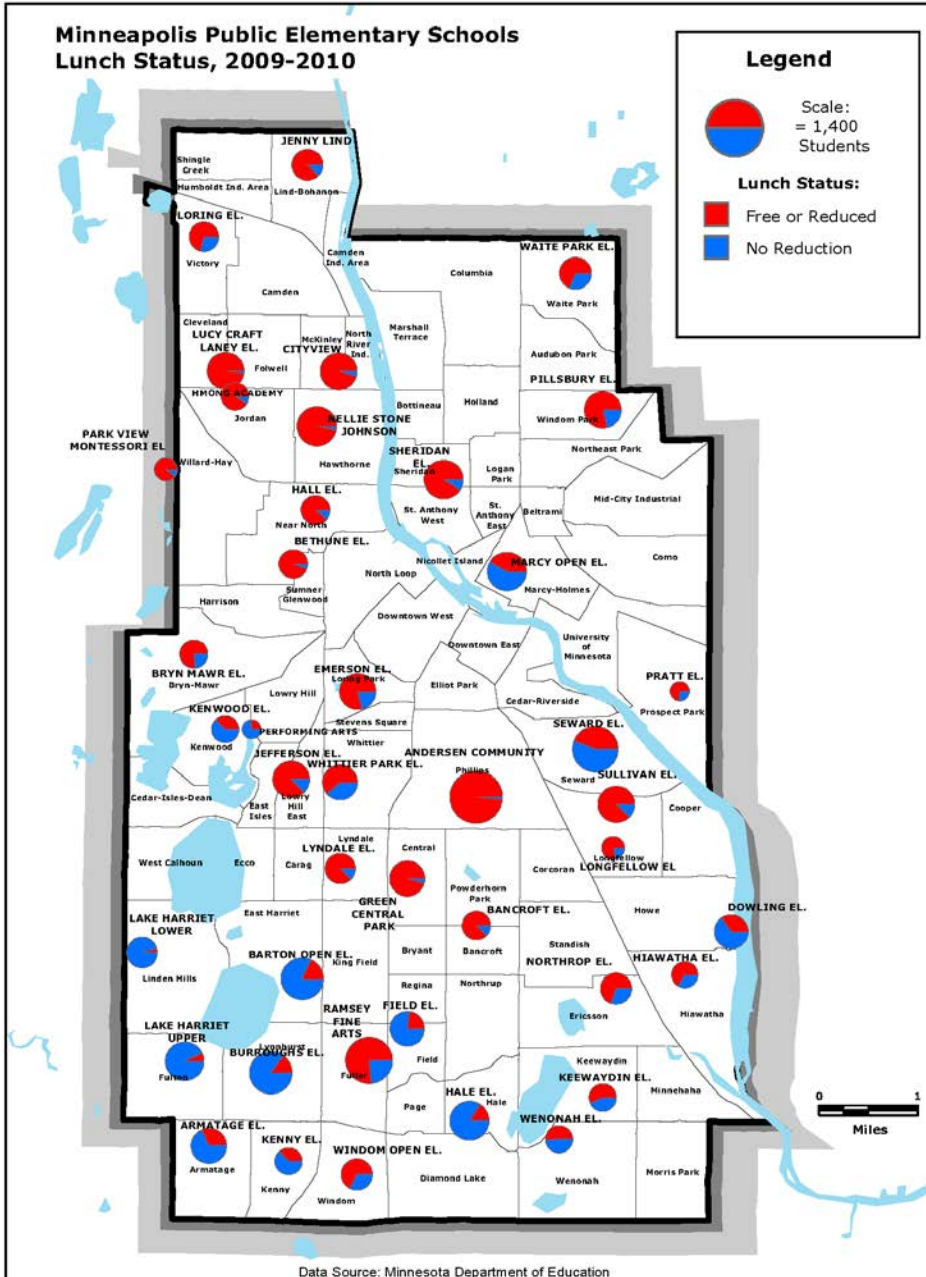 Minneapolis Public Elementary Schools
Lunch Status, 2009-2010
Legend
Scale:
= 1,400
Students
Lunch Status:
Free or Reduced
No Reduction
JENNY LIND
Shingle
Creek
Humboldt Ind. Area
Lind-Bohanon
LORING EL.
Victory
Camden
Ind. Area
Camden
Columbia
WAITE PARK EL.
Waite Park
Cleveland
LUCY CRAFT
LANEY EL.
Folwell
McKinley
CITYVIEW
North
River
Ind.
Marshall
Terrace
Audubon Park
PILLSBURY EL.
Windom Park
HMONG ACADEMY
Jordan
NELLIE STONE
JOHNSON
Hawthorne
Bottineau
Holland
Northeast Park
PARK VIEW
MONTESSORI EL
Willard-Hay
SHERIDAN
EL.
Sheridan
Logan
Park
HALL EL.
Near North
St. Anthony
West
St.
Anthony
East
Beltrami
Mid-City Industrial
BETHUNE EL.
Sumner
Glenwood
North Loop
Nicollet Island
MARCY OPEN EL.
Marcy-Holmes
Como
Harrison
Downtown West
Downtown East
University
of
Minnesota
BRYN MAWR EL.
Bryn-Mawr
Lowry Hill
EMERSON EL.
Loring Park
Elliot Park
Cedar-Riverside
PRATT EL.
Prospect Park
KENWOOD EL.
Kenwood
PERFORMING ARTS
Stevens Square
Whittier
SEWARD EL.
Seward
JEFFERSON EL.
WHITTIER PARK EL.
ANDERSEN COMMUNITY
Phillips
SULLIVAN EL.
Cedar-Isles-Dean
East
Isles
Lowry
Hill
East
Cooper
West Calhoun
Ecco
Carag
Lyndale
LYNDALE EL.
Central
GREEN
CENTRAL
PARK
Powderhorn
Park
Corcoran
Longfellow
LONGFELLOW EL
Howe
DOWLING EL.
East Harriet
LAKE HARRIET
LOWER
Linden Hills
BARTON OPEN EL.
King Field
Bryant
BANCROFT EL.
Bancroft
Standish
NORTHROP EL.
Ericsson
HIAWATHA EL.
Hiawatha
Regina
Northrup
LAKE HARRIET
UPPER
Fulton
Lynnhurst
BURROUGHS EL.
RAMSEY
FINE
ARTS
Fuller
FIELD EL.
Field
Keewaydin
KEEWAYDIN EL.
Minnehaha
Page
HALE EL.
Hale
WENONAH EL.
Wenonah
ARMATAGE EL.
Armatage
KENNY EL.
Kenny
WINDOM OPEN EL.
Windom
Diamond Lake
Morris Park
0 1
Miles
Data Source: Minnesota Department of Education